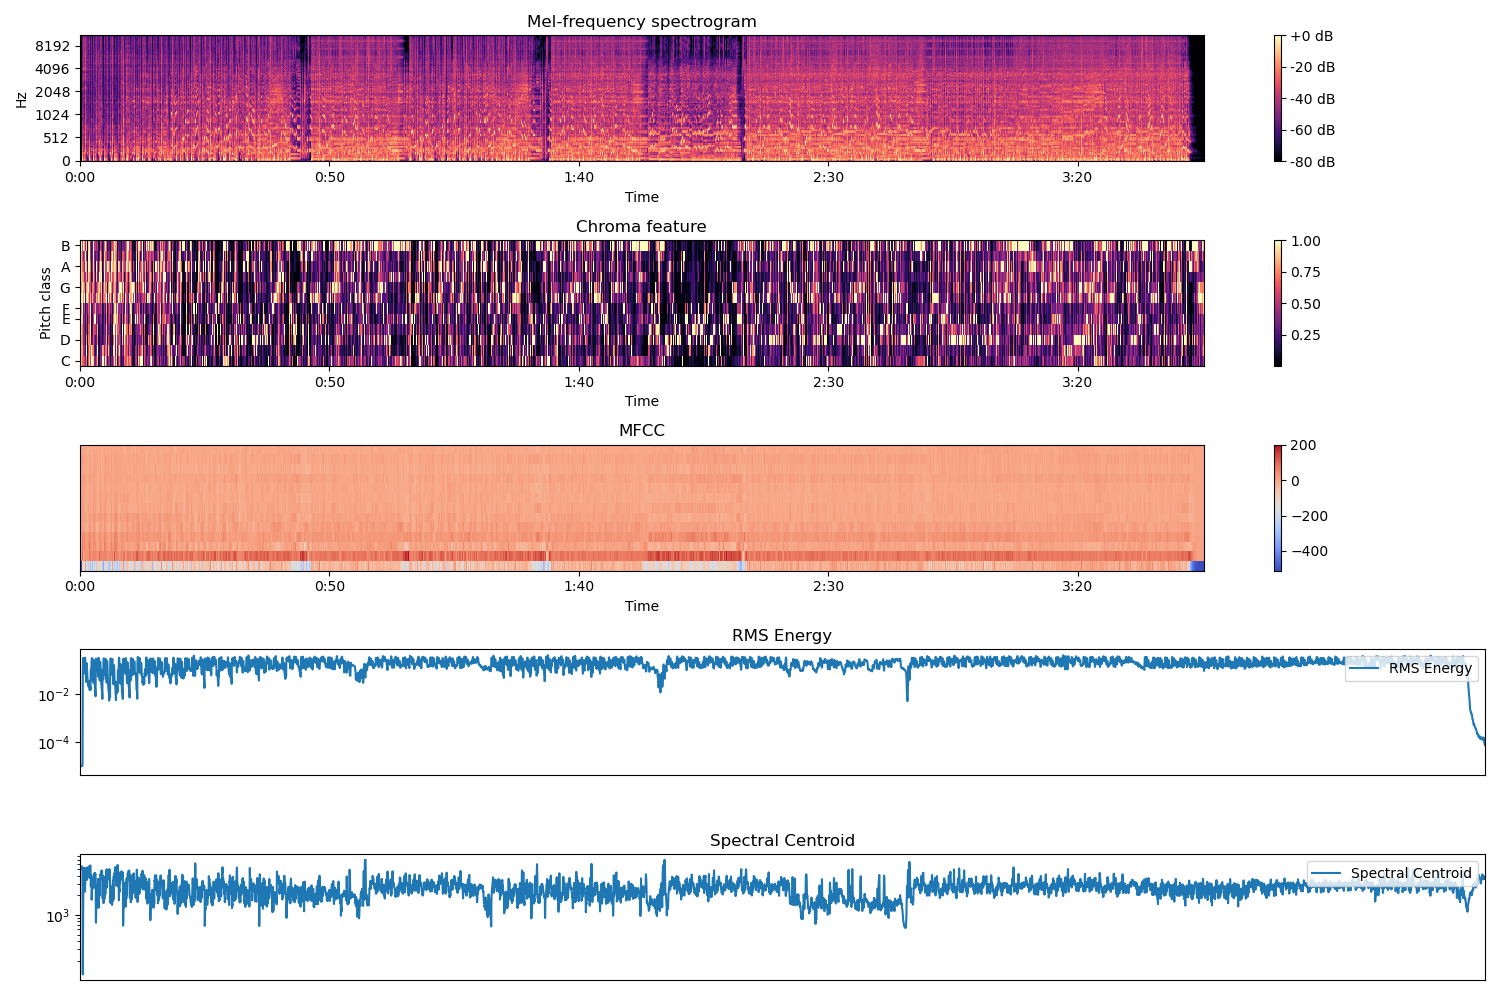 Mel-frequency spectrogram
8192
4096
2048
1024
512
0
Hz
0:00 0:50 1:40 2:30 3:20
Time
+0 dB
-20 dB
-40 dB
-60 dB
-80 dB
Chroma feature
B
A
G
F
E
D
C
Pitch class
0:00 0:50 1:40 2:30 3:20
Time
1.00
0.75
0.50
0.25
MFCC
0:00 0:50 1:40 2:30 3:20
Time
200
0
−200
−400
RMS Energy
10⁻²
10⁻⁴
RMS Energy
Spectral Centroid
10³
Spectral Centroid